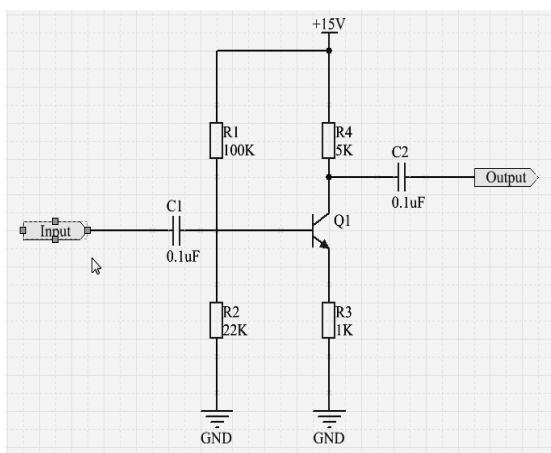 +15V
R1
100K
R4
5K
C2
0.1uF
Output
C1
0.1uF
Input
Q1
R2
22K
R3
1K
GND
GND